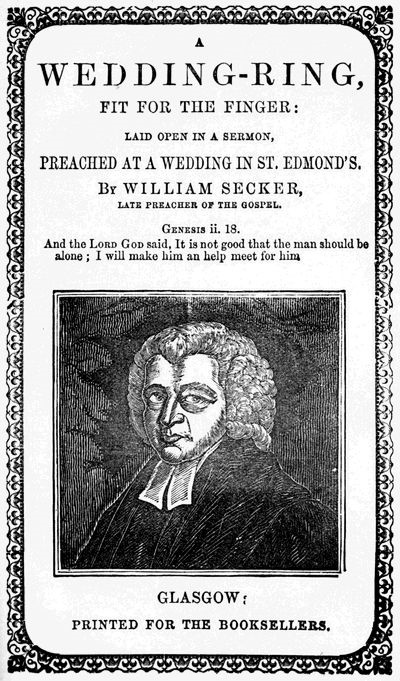 A
WEDDING-RING,
FIT FOR THE FINGER:
LAID OPEN IN A SERMON,
PREACHED AT A WEDDING IN ST. EDMOND'S.
BY WILLIAM SECKER,
LATE PREACHER OF THE GOSPEL.
GENESIS ii. 18.
And the LORD GOD said, It is not good that the man should be
alone; I will make him an help meet for him
GLASGOW:
PRINTED FOR THE BOOKSELLERS.